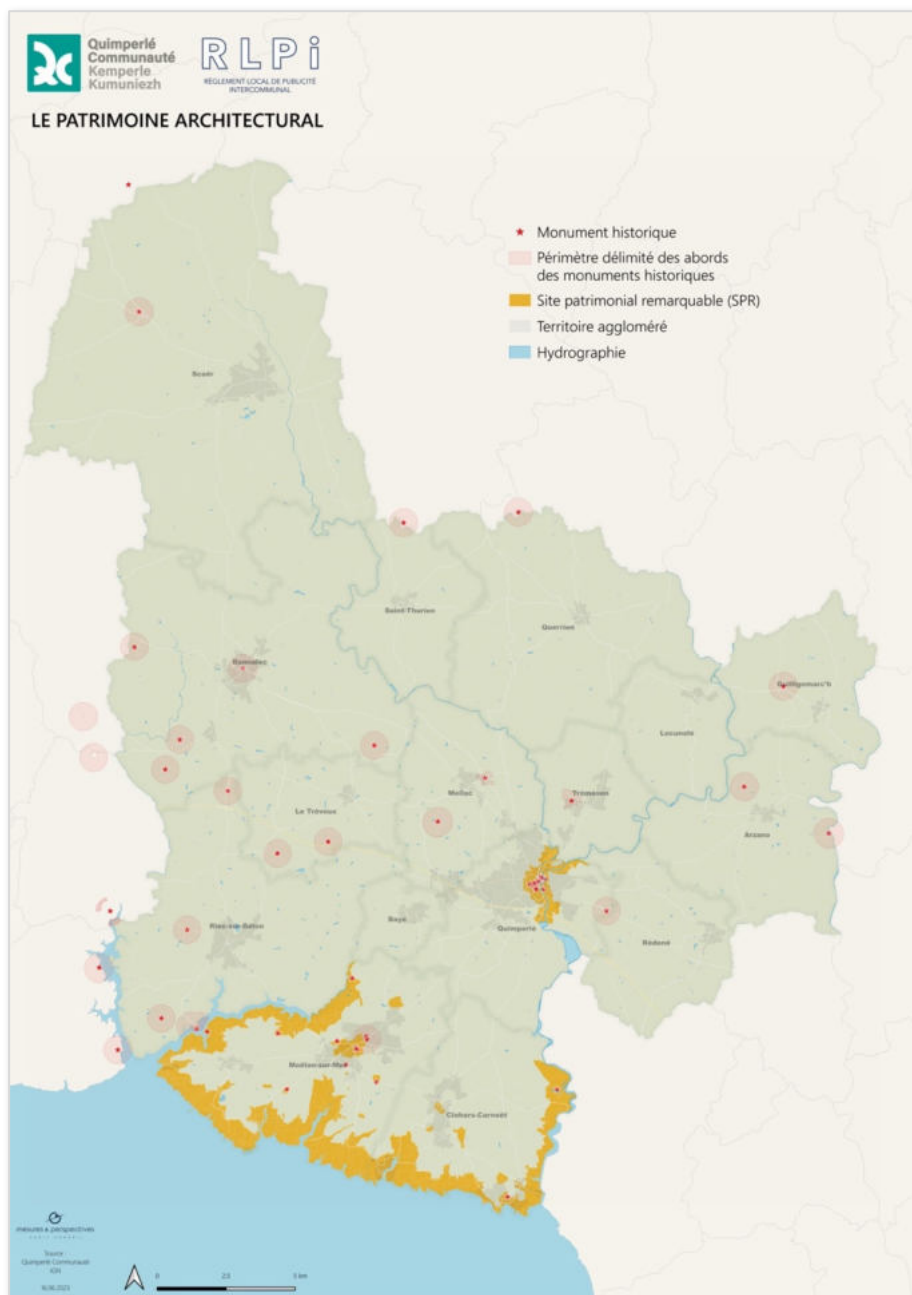 Quimperlé
Communauté
Kemperle
Kumuniezh
RLPi
RÈGLEMENT LOCAL DE PUBLICITÉ
INTERCOMMUNAL
LE PATRIMOINE ARCHITECTURAL
Monument historique
Périmètre délimité des abords
des monuments historiques
Site patrimonial remarquable (SPR)
Territoire aggloméré
Hydrographie
Scaër
Saint-Thurien
Querrien
Bannalec
Guilligomarc'h
Locunolé
Mellac
Tréméven
Le Trévoux
Arzano
Baye
Riec-sur-Bélon
Quimperlé
Rédené
Moëlan-sur-Mer
Clohars-Carnoët
mesures & perspectives
Source :
Quimperlé Communauté
IGN
0 2.5 5 km